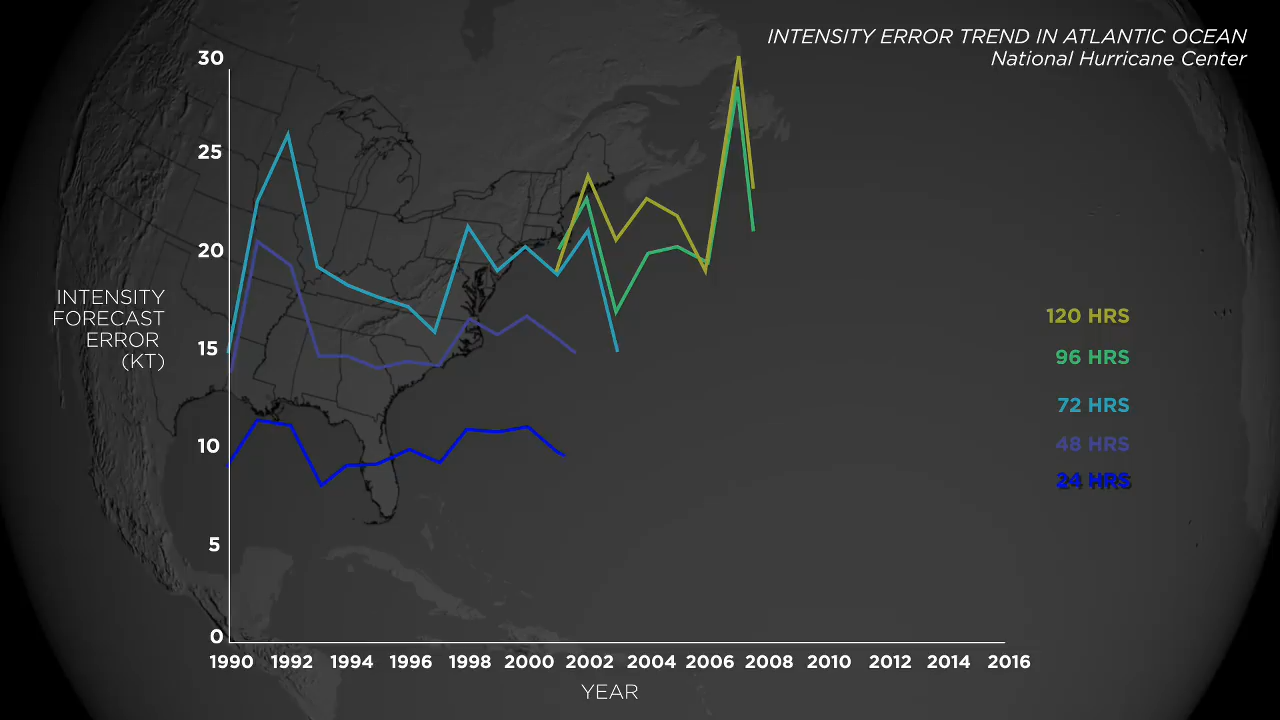 INTENSITY ERROR TREND IN ATLANTIC OCEAN
National Hurricane Center
30
25
20
15
10
5
0
INTENSITY
FORECAST
ERROR
(KT)
120 HRS
96 HRS
72 HRS
48 HRS
24 HRS
1990 1992 1994 1996 1998 2000 2002 2004 2006 2008 2010 2012 2014 2016
YEAR